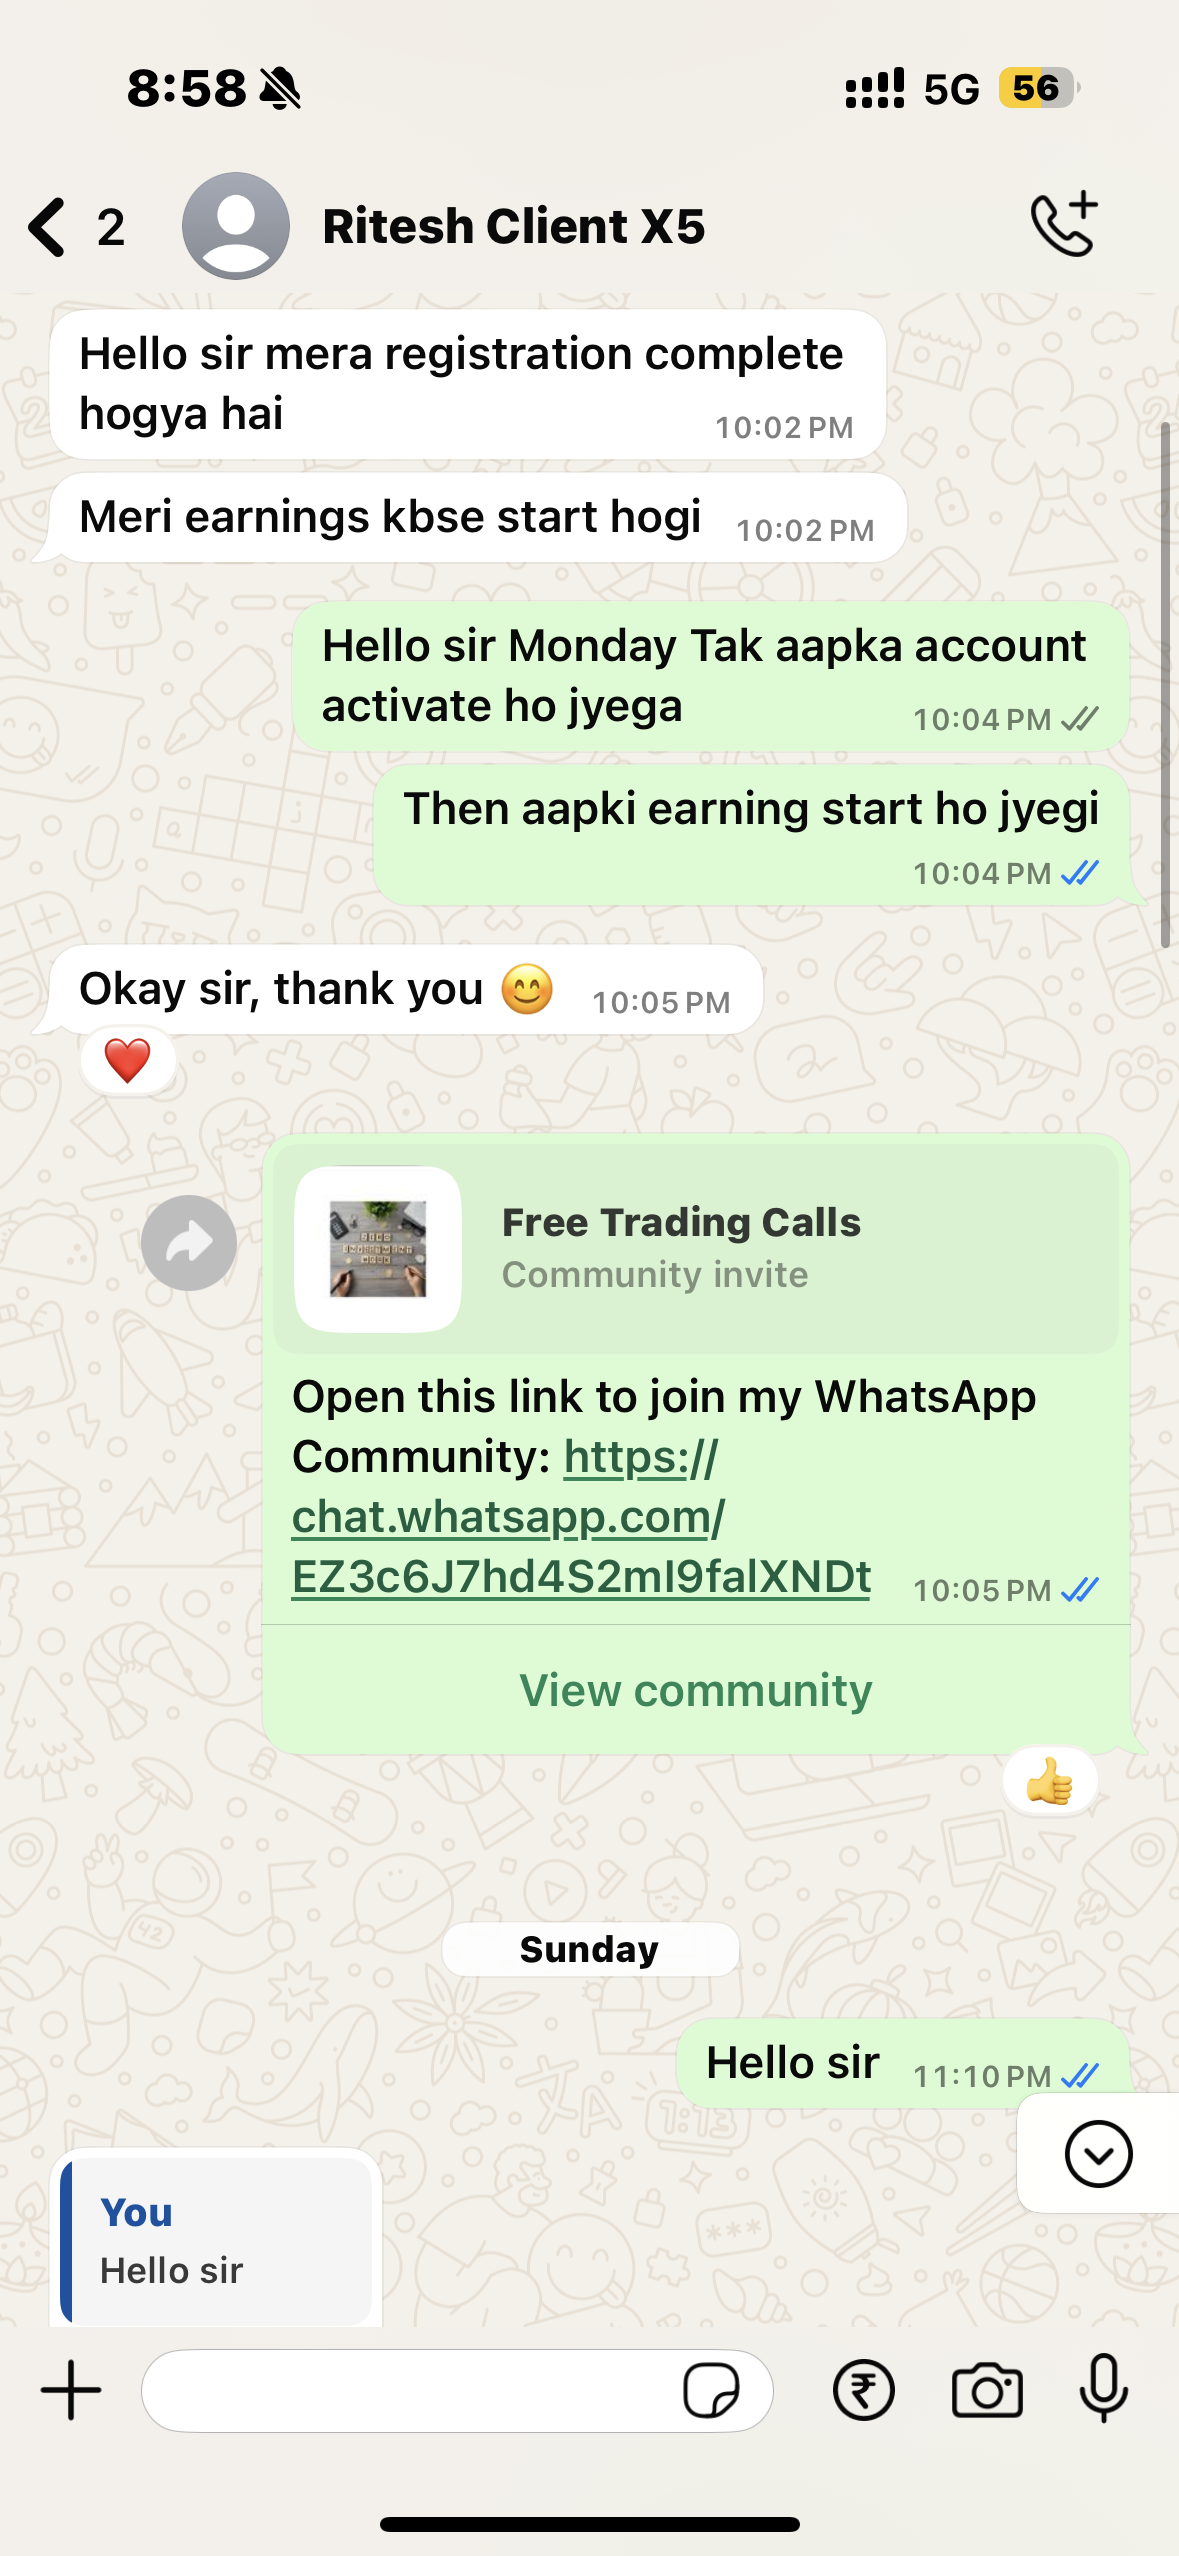 8:58
5G
56
2
Ritesh Client X5
Hello sir mera registration complete
hogya hai
10:02 PM
Meri earnings kbse start hogi
10:02 PM
Hello sir Monday Tak aapka account
activate ho jyega
10:04 PM
Then aapki earning start ho jyegi
10:04 PM
Okay sir, thank you 😊
10:05 PM
❤️
ZERO
INVESTMENT
WORK
Free Trading Calls
Community invite
Open this link to join my WhatsApp
Community: https://
chat.whatsapp.com/
EZ3c6J7hd4S2mI9falXNDt
10:05 PM
View community
👍
Sunday
Hello sir
11:10 PM
You
Hello sir
₹